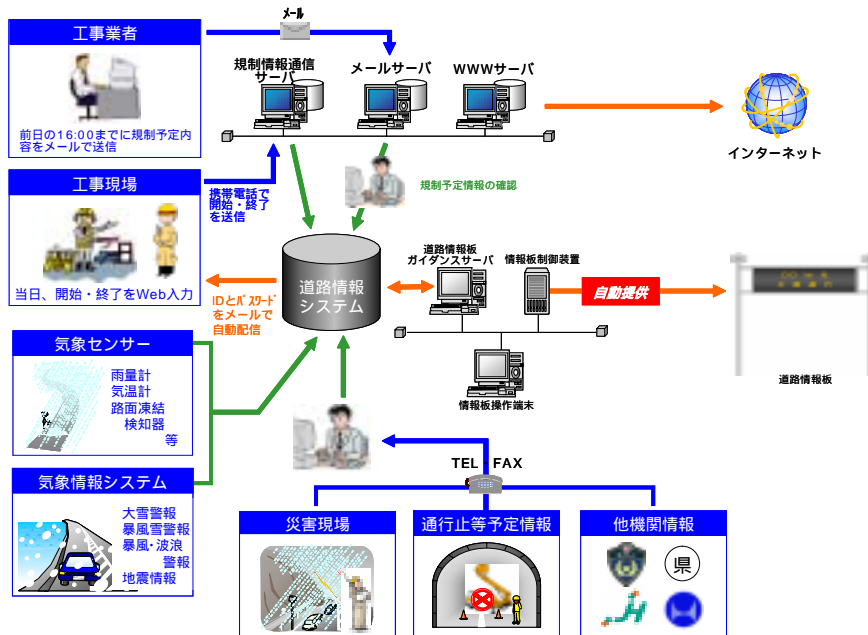 工事業者
前日の16:00までに規制予定内
容をメールで送信
メール
規制情報通信
サーバ
メールサーバ
WWWサーバ
インターネット
工事現場
当日、開始・終了をWeb入力
携帯電話で
開始・終了
を送信
規制予定情報の確認
道路情報
システム
IDとパスワード
をメールで
自動配信
道路情報板
ガイダンスサーバ
情報板制御装置
自動提供
道路情報板
情報板操作端末
気象センサー
雨量計
気温計
路面凍結
検知器
等
気象情報システム
大雪警報
暴風雪警報
暴風・波浪
警報
地震情報
TEL FAX
災害現場
通行止等予定情報
他機関情報
県